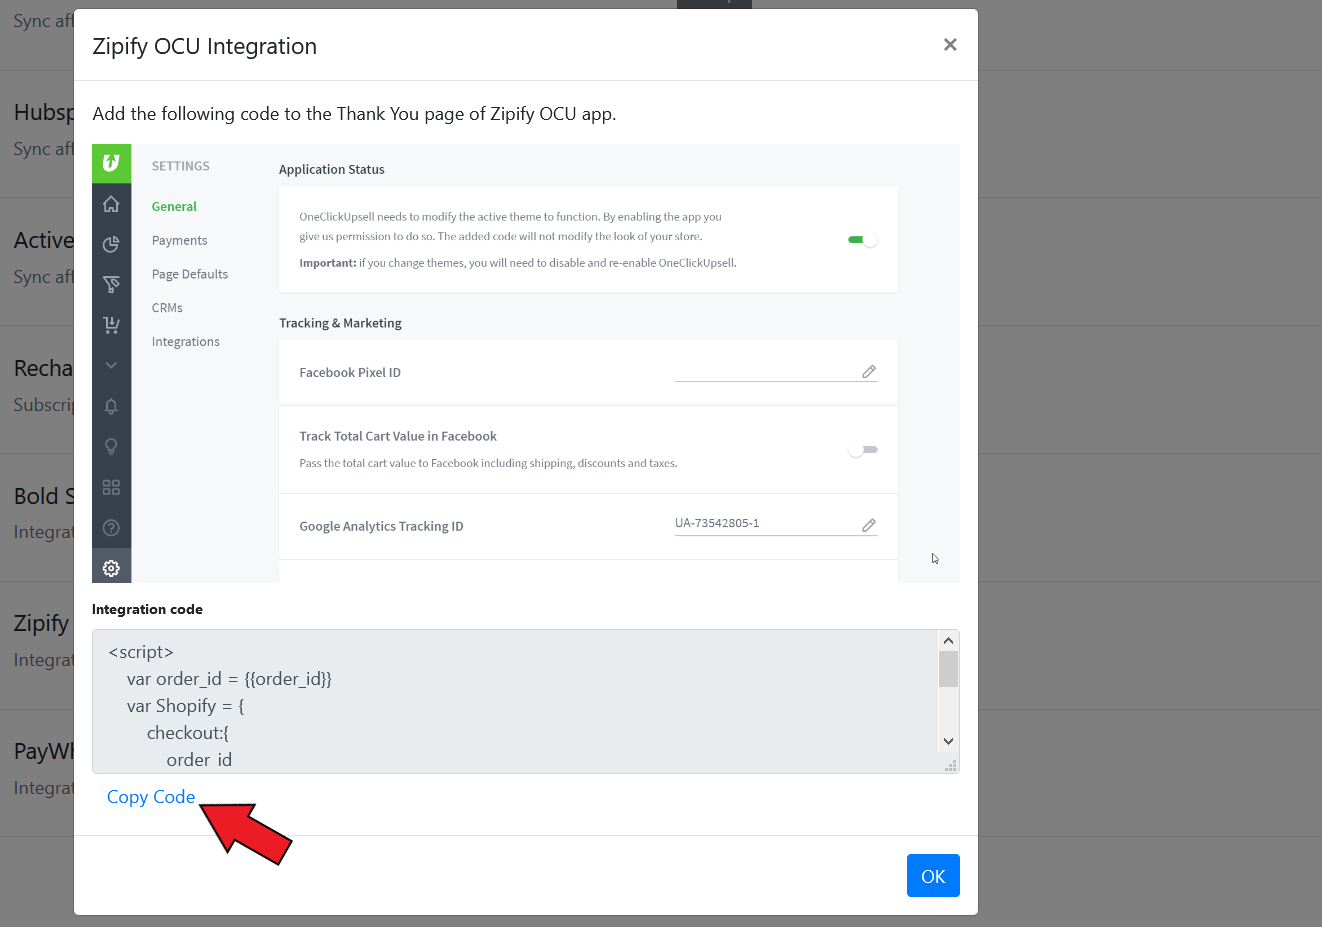 Sync aff
Zipify OCU Integration
×
Add the following code to the Thank You page of Zipify OCU app.
Hubsp
Sync aff
Active
Sync aff
Recha
Subscrip
Bold S
Integrat
Zipify
Integrat
PayWh
Integrat
SETTINGS
General
Payments
Page Defaults
CRMs
Integrations
Application Status
OneClickUpsell needs to modify the active theme to function. By enabling the app you
give us permission to do so. The added code will not modify the look of your store.
Important: if you change themes, you will need to disable and re-enable OneClickUpsell.
Tracking & Marketing
Facebook Pixel ID
Track Total Cart Value in Facebook
Pass the total cart value to Facebook including shipping, discounts and taxes.
Google Analytics Tracking ID
UA-73542805-1
Integration code
<script>
var order_id = {{order_id}}
var Shopify = {
checkout:{
order_id
Copy Code
OK